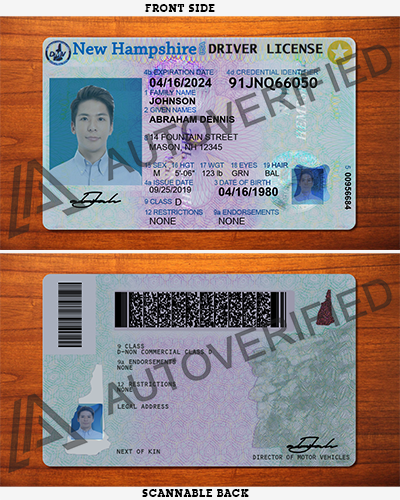 FRONT SIDE
New Hampshire DRIVER LICENSE
4b EXPIRATION DATE 4d CREDENTIAL IDENTIFIER
04/16/2024 91JNQ66050
1 FAMILY NAME
JOHNSON
2 GIVEN NAMES
ABRAHAM DENNIS
8 14 FOUNTAIN STREET
MASON, NH 12345
15 SEX 16 HGT 17 WGT 18 EYES 19 HAIR
M 5'-06" 123 lb GRN BAL
4a ISSUE DATE 3 DATE OF BIRTH
09/25/2019 04/16/1980
9 CLASS D
12 RESTRICTIONS 9a ENDORSEMENTS
NONE NONE
5 00956684
AUTOVERIFIED
9 CLASS
D-NON COMMERCIAL CLASS D
9a ENDORSEMENTS
NONE
12 RESTRICTIONS
NONE
LEGAL ADDRESS
NEXT OF KIN
DIRECTOR OF MOTOR VEHICLES
AUTOVERIFIED
SCANNABLE BACK